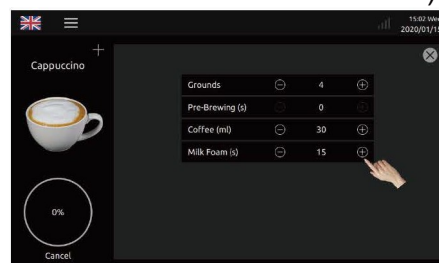 15:02 Wed
2020/01/15
Cappuccino
Grounds 4
Pre-Brewing (s) 0
Coffee (ml) 30
Milk Foam (s) 15
0%
Cancel